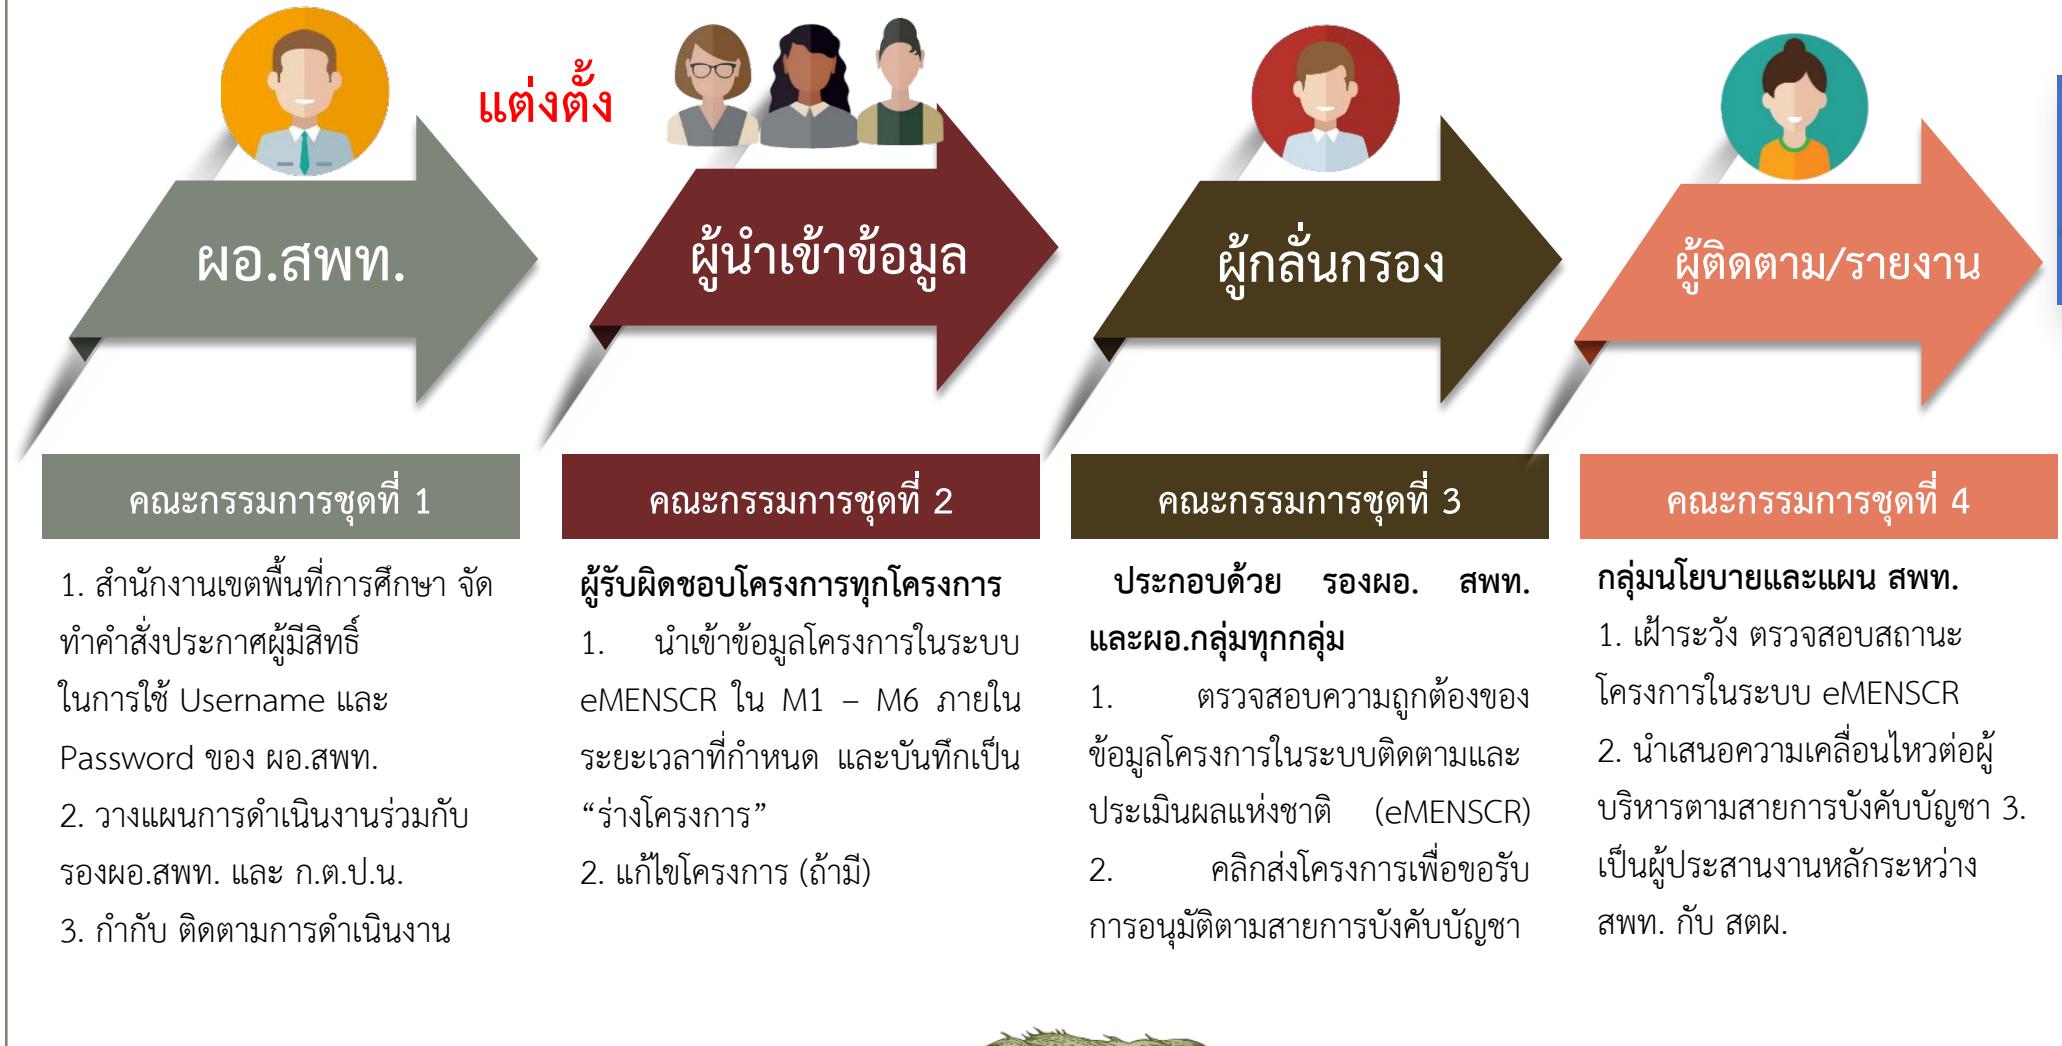 แต่งตั้ง
ผอ.สพท.
ผู้นำเข้าข้อมูล
ผู้กลั่นกรอง
ผู้ติดตาม/รายงาน
คณะกรรมการชุดที่ 1
1. สำนักงานเขตพื้นที่การศึกษา จัด
ทำคำสั่งประกาศผู้มีสิทธิ์
ในการใช้ Username และ
Password ของ ผอ.สพท.
2. วางแผนการดำเนินงานร่วมกับ
รองผอ.สพท. และ ก.ต.ป.น.
3. กำกับ ติดตามการดำเนินงาน
คณะกรรมการชุดที่ 2
ผู้รับผิดชอบโครงการทุกโครงการ
1. นำเข้าข้อมูลโครงการในระบบ
eMENSCR ใน M1 – M6 ภายใน
ระยะเวลาที่กำหนด และบันทึกเป็น
“ร่างโครงการ”
2. แก้ไขโครงการ (ถ้ามี)
คณะกรรมการชุดที่ 3
ประกอบด้วย รองผอ. สพท.
และผอ.กลุ่มทุกกลุ่ม
1. ตรวจสอบความถูกต้องของ
ข้อมูลโครงการในระบบติดตามและ
ประเมินผลแห่งชาติ (eMENSCR)
2. คลิกส่งโครงการเพื่อขอรับ
การอนุมัติตามสายการบังคับบัญชา
คณะกรรมการชุดที่ 4
กลุ่มนโยบายและแผน สพท.
1. เฝ้าระวัง ตรวจสอบสถานะ
โครงการในระบบ eMENSCR
2. นำเสนอความเคลื่อนไหวต่อผู้
บริหารตามสายการบังคับบัญชา 3.
เป็นผู้ประสานงานหลักระหว่าง
สพท. กับ สตผ.